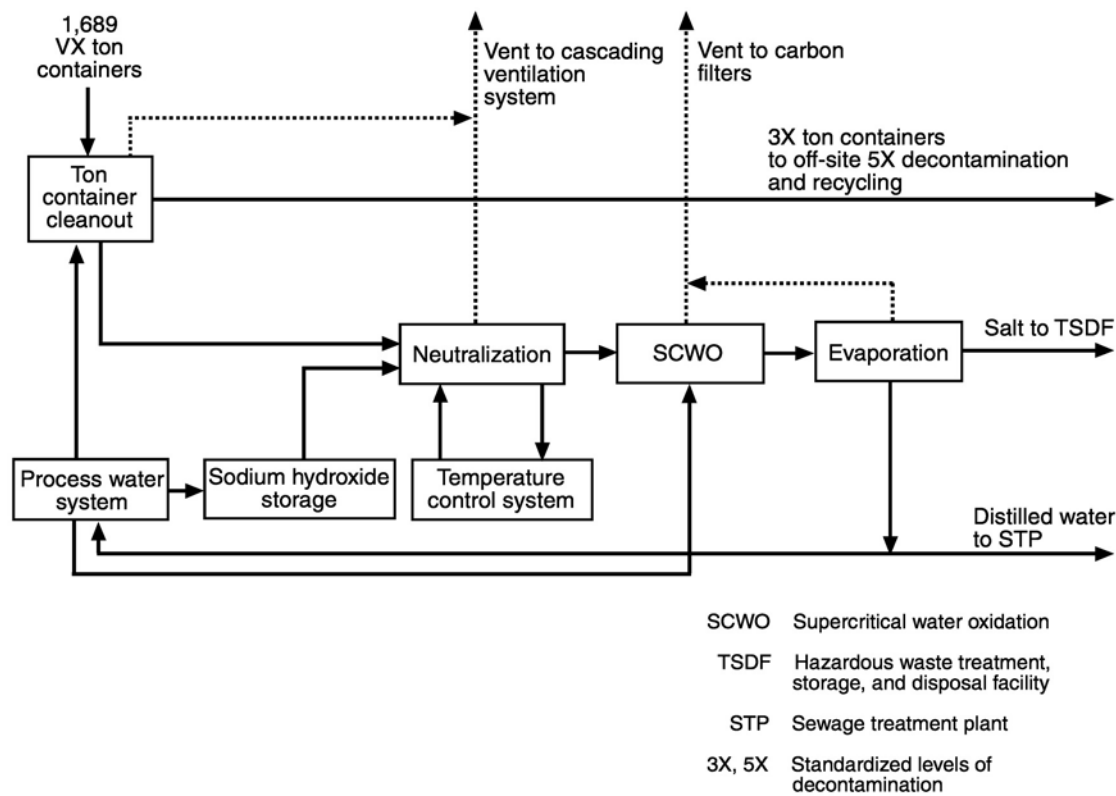 1,689
VX ton
containers
Vent to cascading
ventilation
system
Vent to carbon
filters
3X ton containers
to off-site 5X decontamination
and recycling
Ton
container
cleanout
Neutralization
SCWO
Evaporation
Salt to TSDF
Process water
system
Sodium hydroxide
storage
Temperature
control system
Distilled water
to STP
SCWO Supercritical water oxidation
TSDF Hazardous waste treatment,
storage, and disposal facility
STP Sewage treatment plant
3X, 5X Standardized levels of
decontamination